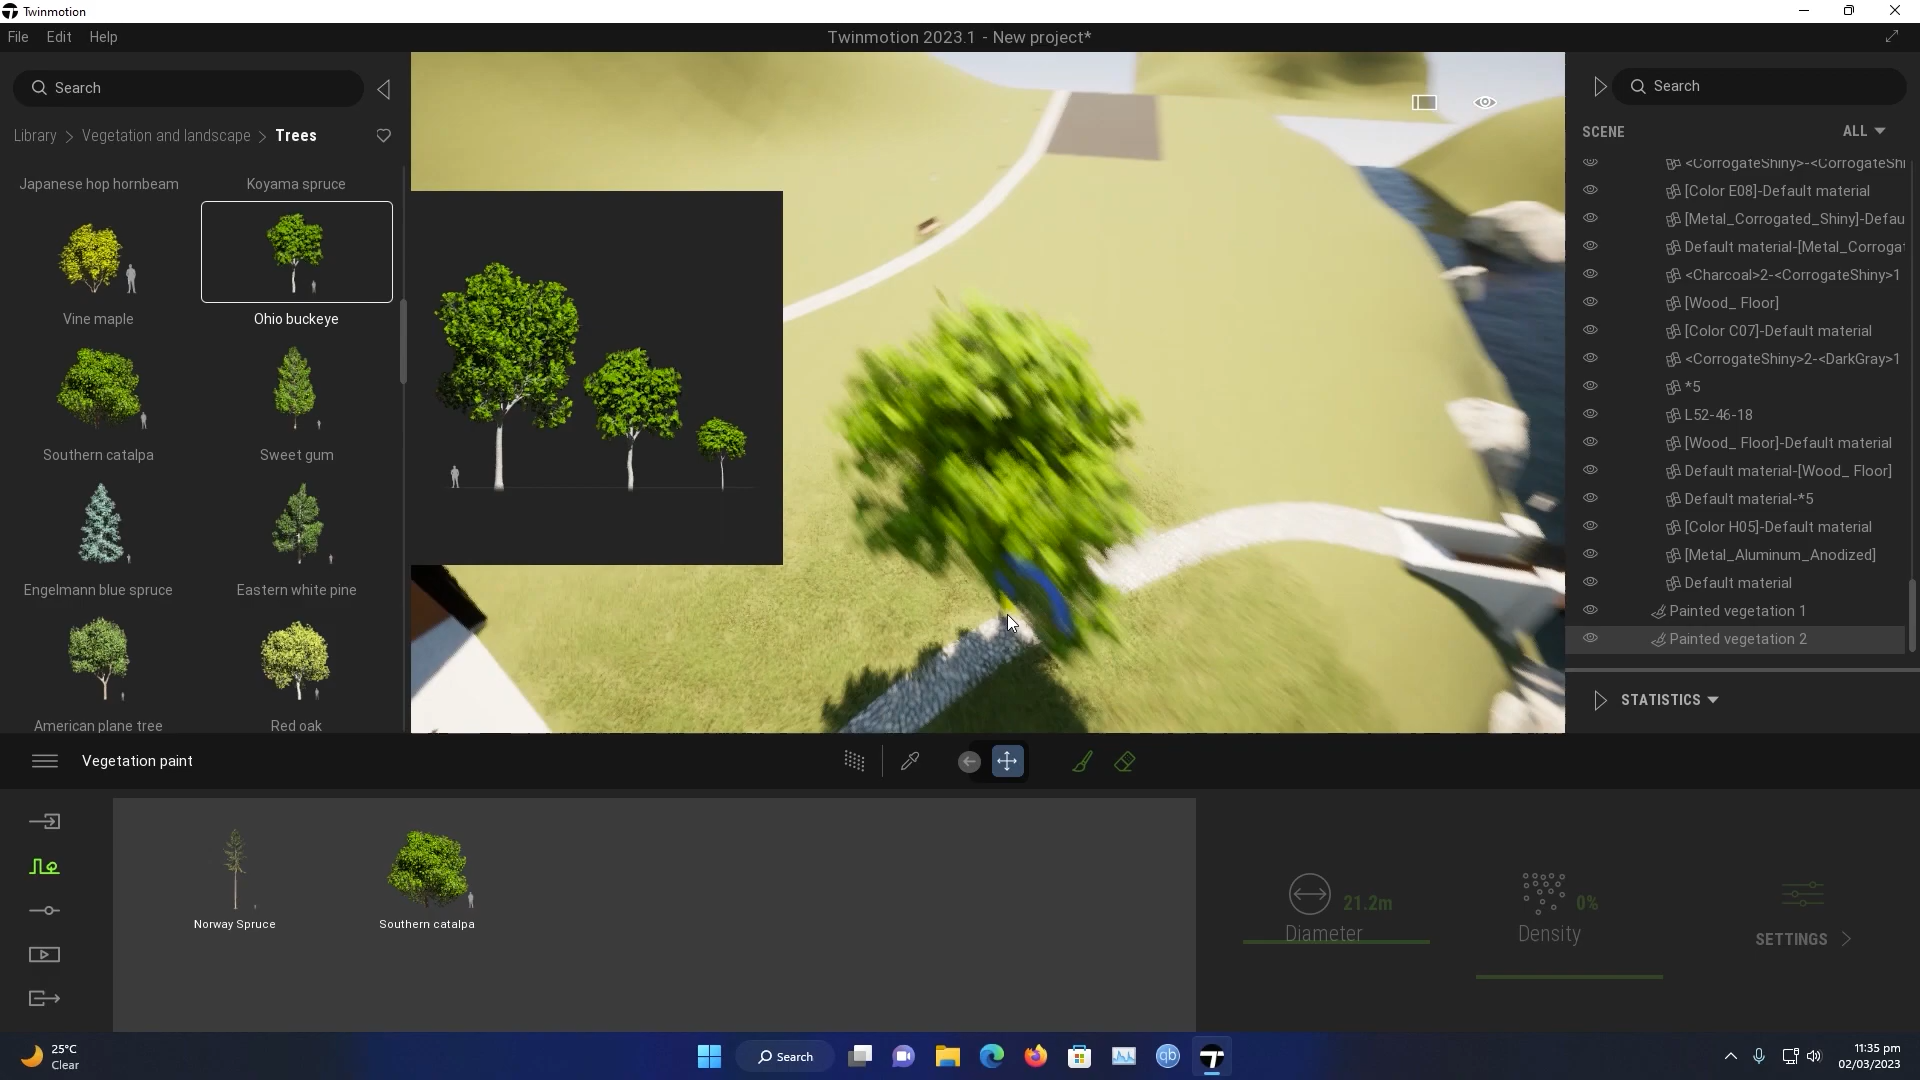 Twinmotion
File Edit Help
Twinmotion 2023.1 - New project*
Search
Library > Vegetation and landscape > Trees
Japanese hop hornbeam
Koyama spruce
Vine maple
Ohio buckeye
Southern catalpa
Sweet gum
Engelmann blue spruce
Eastern white pine
American plane tree
Red oak
Search
SCENE
ALL
<CorrogateShiny>-<CorrogateShi
[Color E08]-Default material
[Metal_Corrogated_Shiny]-Defau
Default material-[Metal_Corrogat
<Charcoal>2-<CorrogateShiny>1
[Wood_ Floor]
[Color C07]-Default material
<CorrogateShiny>2-<DarkGray>1
*5
L52-46-18
[Wood_ Floor]-Default material
Default material-[Wood_ Floor]
Default material-*5
[Color H05]-Default material
[Metal_Aluminum_Anodized]
Default material
Painted vegetation 1
Painted vegetation 2
STATISTICS
Vegetation paint
Norway Spruce
Southern catalpa
21.2m
Diameter
0%
Density
SETTINGS
25°C
Clear
Search
qb
11:35 pm
02/03/2023